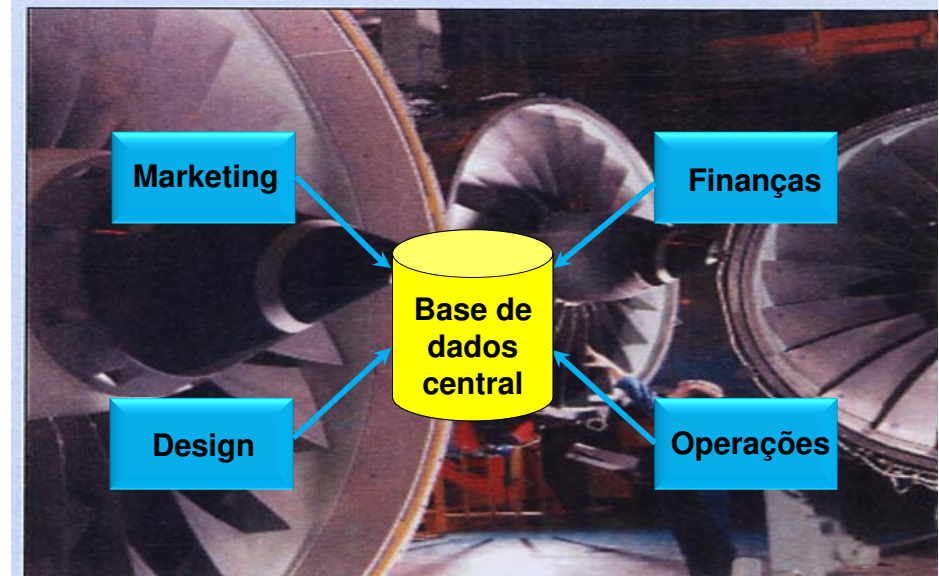 Marketing
Finanças
Base de
dados
central
Design
Operações